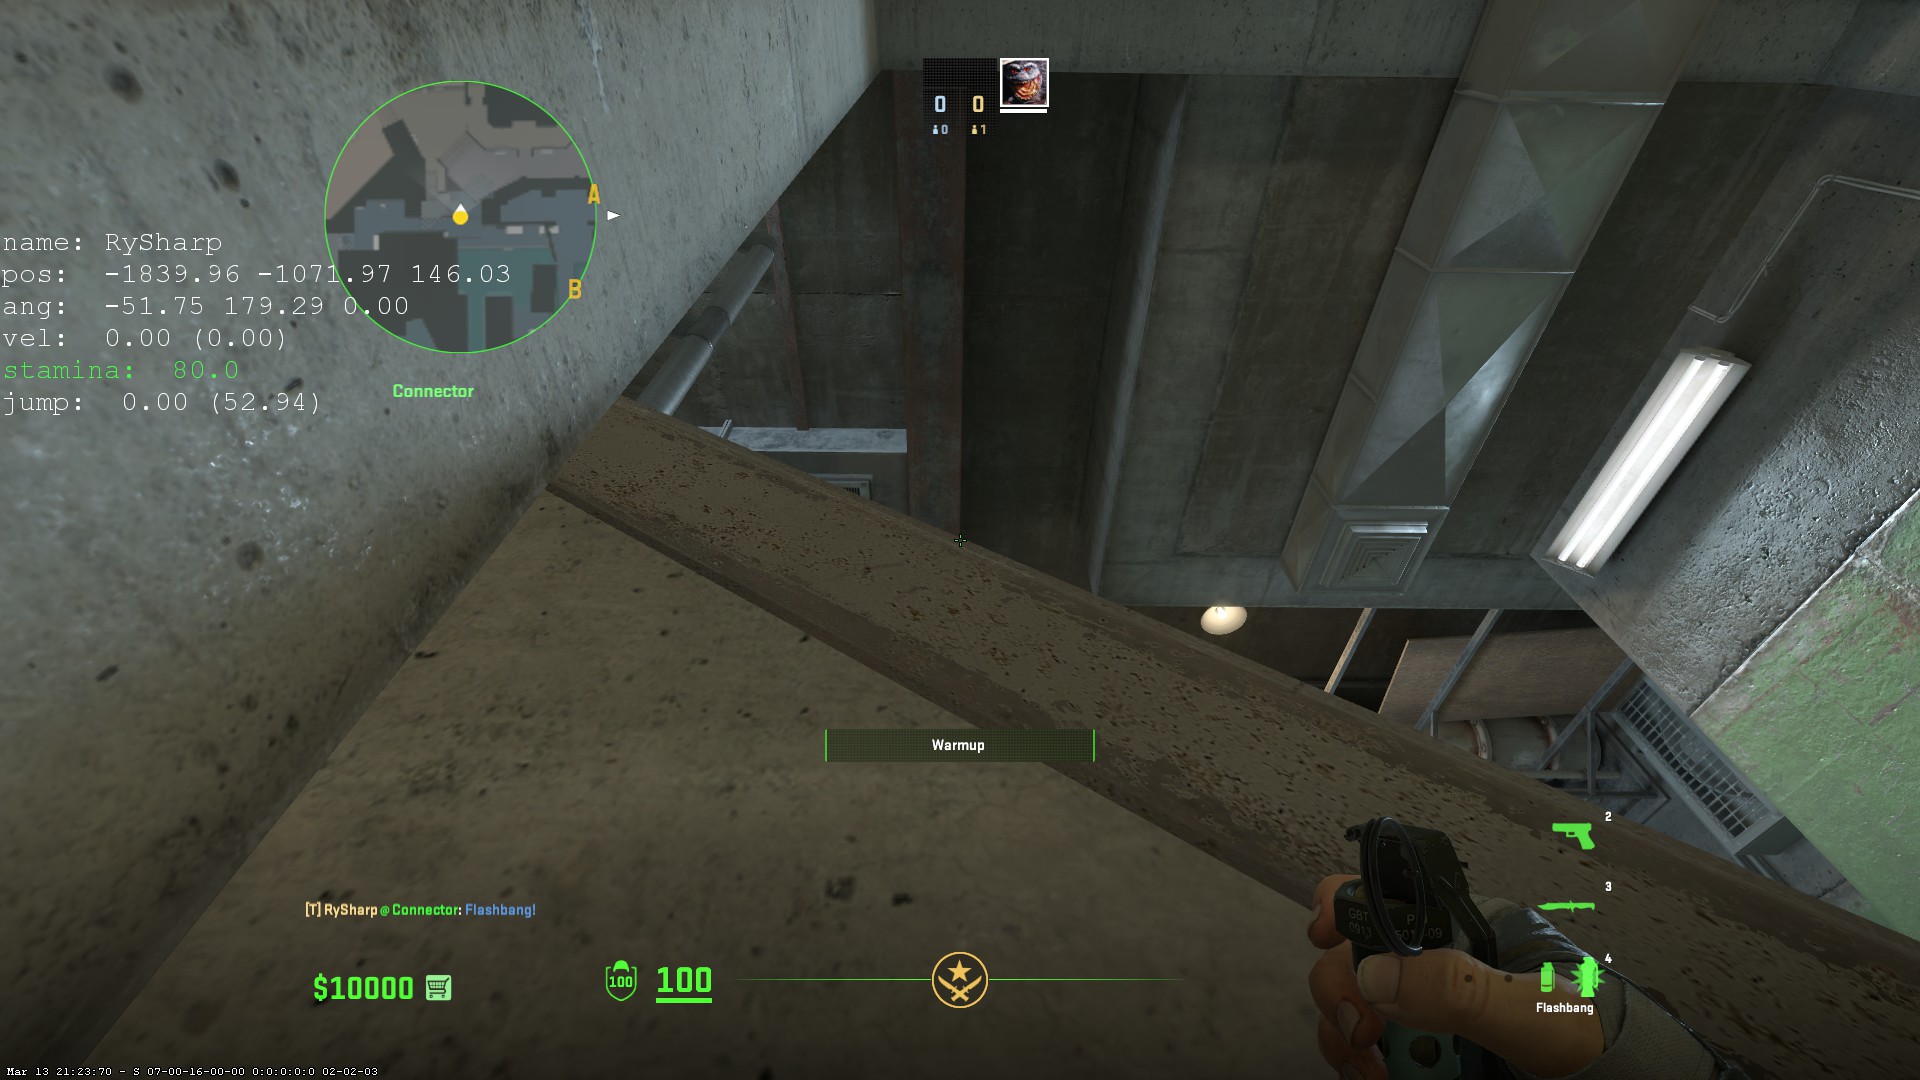 0 0
0 1
A
name: RySharp
pos: -1839.96 -1071.97 146.03
B
ang: -51.75 179.29 0.00
vel: 0.00 (0.00)
stamina: 80.0
Connector
jump: 0.00 (52.94)
Warmup
2
3
[T] RySharp @ Connector: Flashbang!
4
$10000
100
100
Flashbang
Mar 13 21:23:70 - S 07-00-16-00-00 0:0:0:0:0 02-02-03